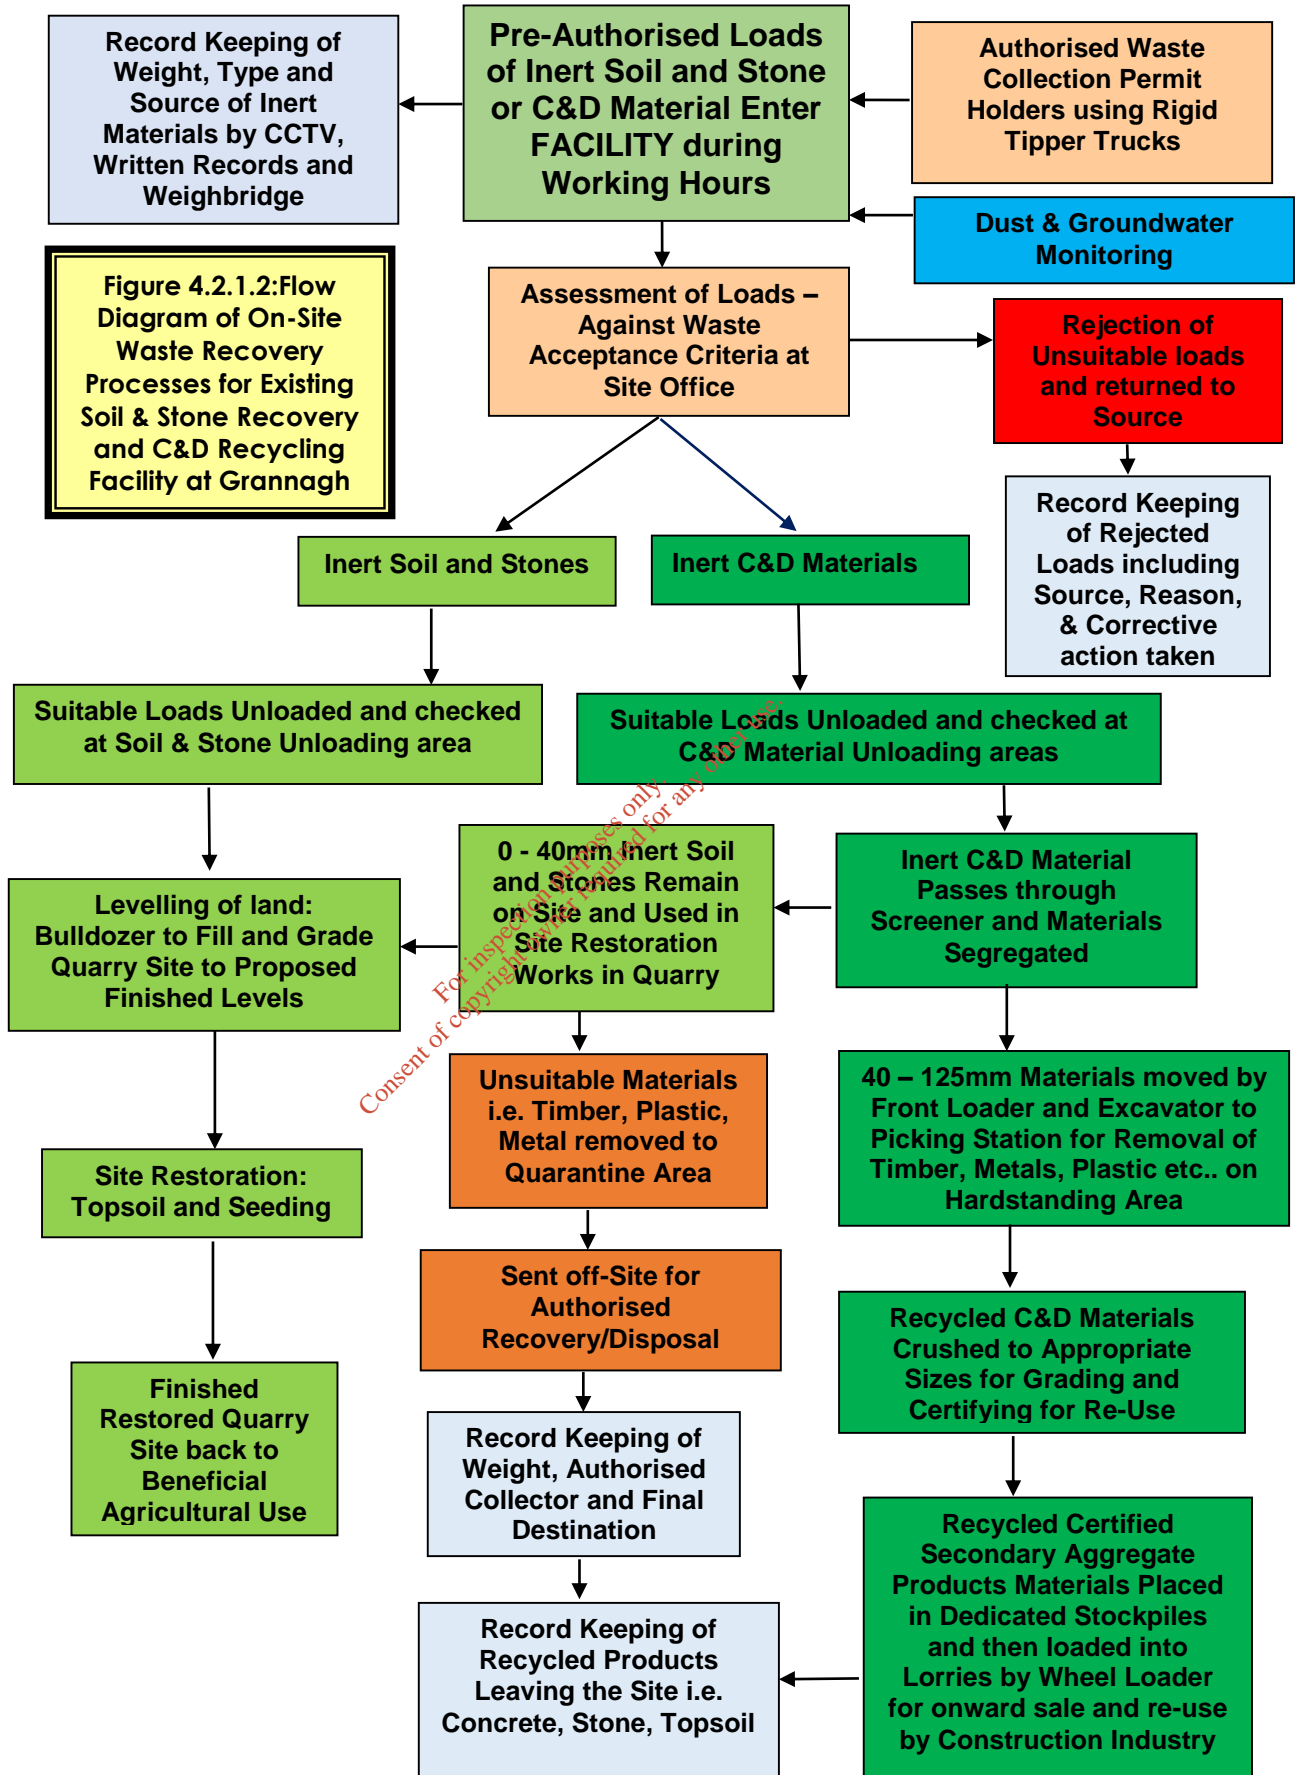 Record Keeping of
Weight, Type and
Source of Inert
Materials by CCTV,
Written Records and
Weighbridge
Pre-Authorised Loads
of Inert Soil and Stone
or C&D Material Enter
FACILITY during
Working Hours
Authorised Waste
Collection Permit
Holders using Rigid
Tipper Trucks
Dust & Groundwater
Monitoring
Figure 4.2.1.2:Flow
Diagram of On-Site
Waste Recovery
Processes for Existing
Soil & Stone Recovery
and C&D Recycling
Facility at Grannagh
Assessment of Loads –
Against Waste
Acceptance Criteria at
Site Office
Rejection of
Unsuitable loads
and returned to
Source
Record Keeping
of Rejected
Loads including
Source, Reason,
& Corrective
action taken
Inert Soil and Stones
Inert C&D Materials
Suitable Loads Unloaded and checked
at Soil & Stone Unloading area
Suitable Loads Unloaded and checked at
C&D Material Unloading areas
0 - 40mm Inert Soil
and Stones Remain
on Site and Used in
Site Restoration
Works in Quarry
Inert C&D Material
Passes through
Screener and Materials
Segregated
Levelling of land:
Bulldozer to Fill and Grade
Quarry Site to Proposed
Finished Levels
Unsuitable Materials
i.e. Timber, Plastic,
Metal removed to
Quarantine Area
40 – 125mm Materials moved by
Front Loader and Excavator to
Picking Station for Removal of
Timber, Metals, Plastic etc.. on
Hardstanding Area
Site Restoration:
Topsoil and Seeding
Sent off-Site for
Authorised
Recovery/Disposal
Recycled C&D Materials
Crushed to Appropriate
Sizes for Grading and
Certifying for Re-Use
Finished
Restored Quarry
Site back to
Beneficial
Agricultural Use
Record Keeping of
Weight, Authorised
Collector and Final
Destination
Recycled Certified
Secondary Aggregate
Products Materials Placed
in Dedicated Stockpiles
and then loaded into
Lorries by Wheel Loader
for onward sale and re-use
by Construction Industry
Record Keeping of
Recycled Products
Leaving the Site i.e.
Concrete, Stone, Topsoil
For inspection purposes only.
Consent of copyright owner required for any other use.